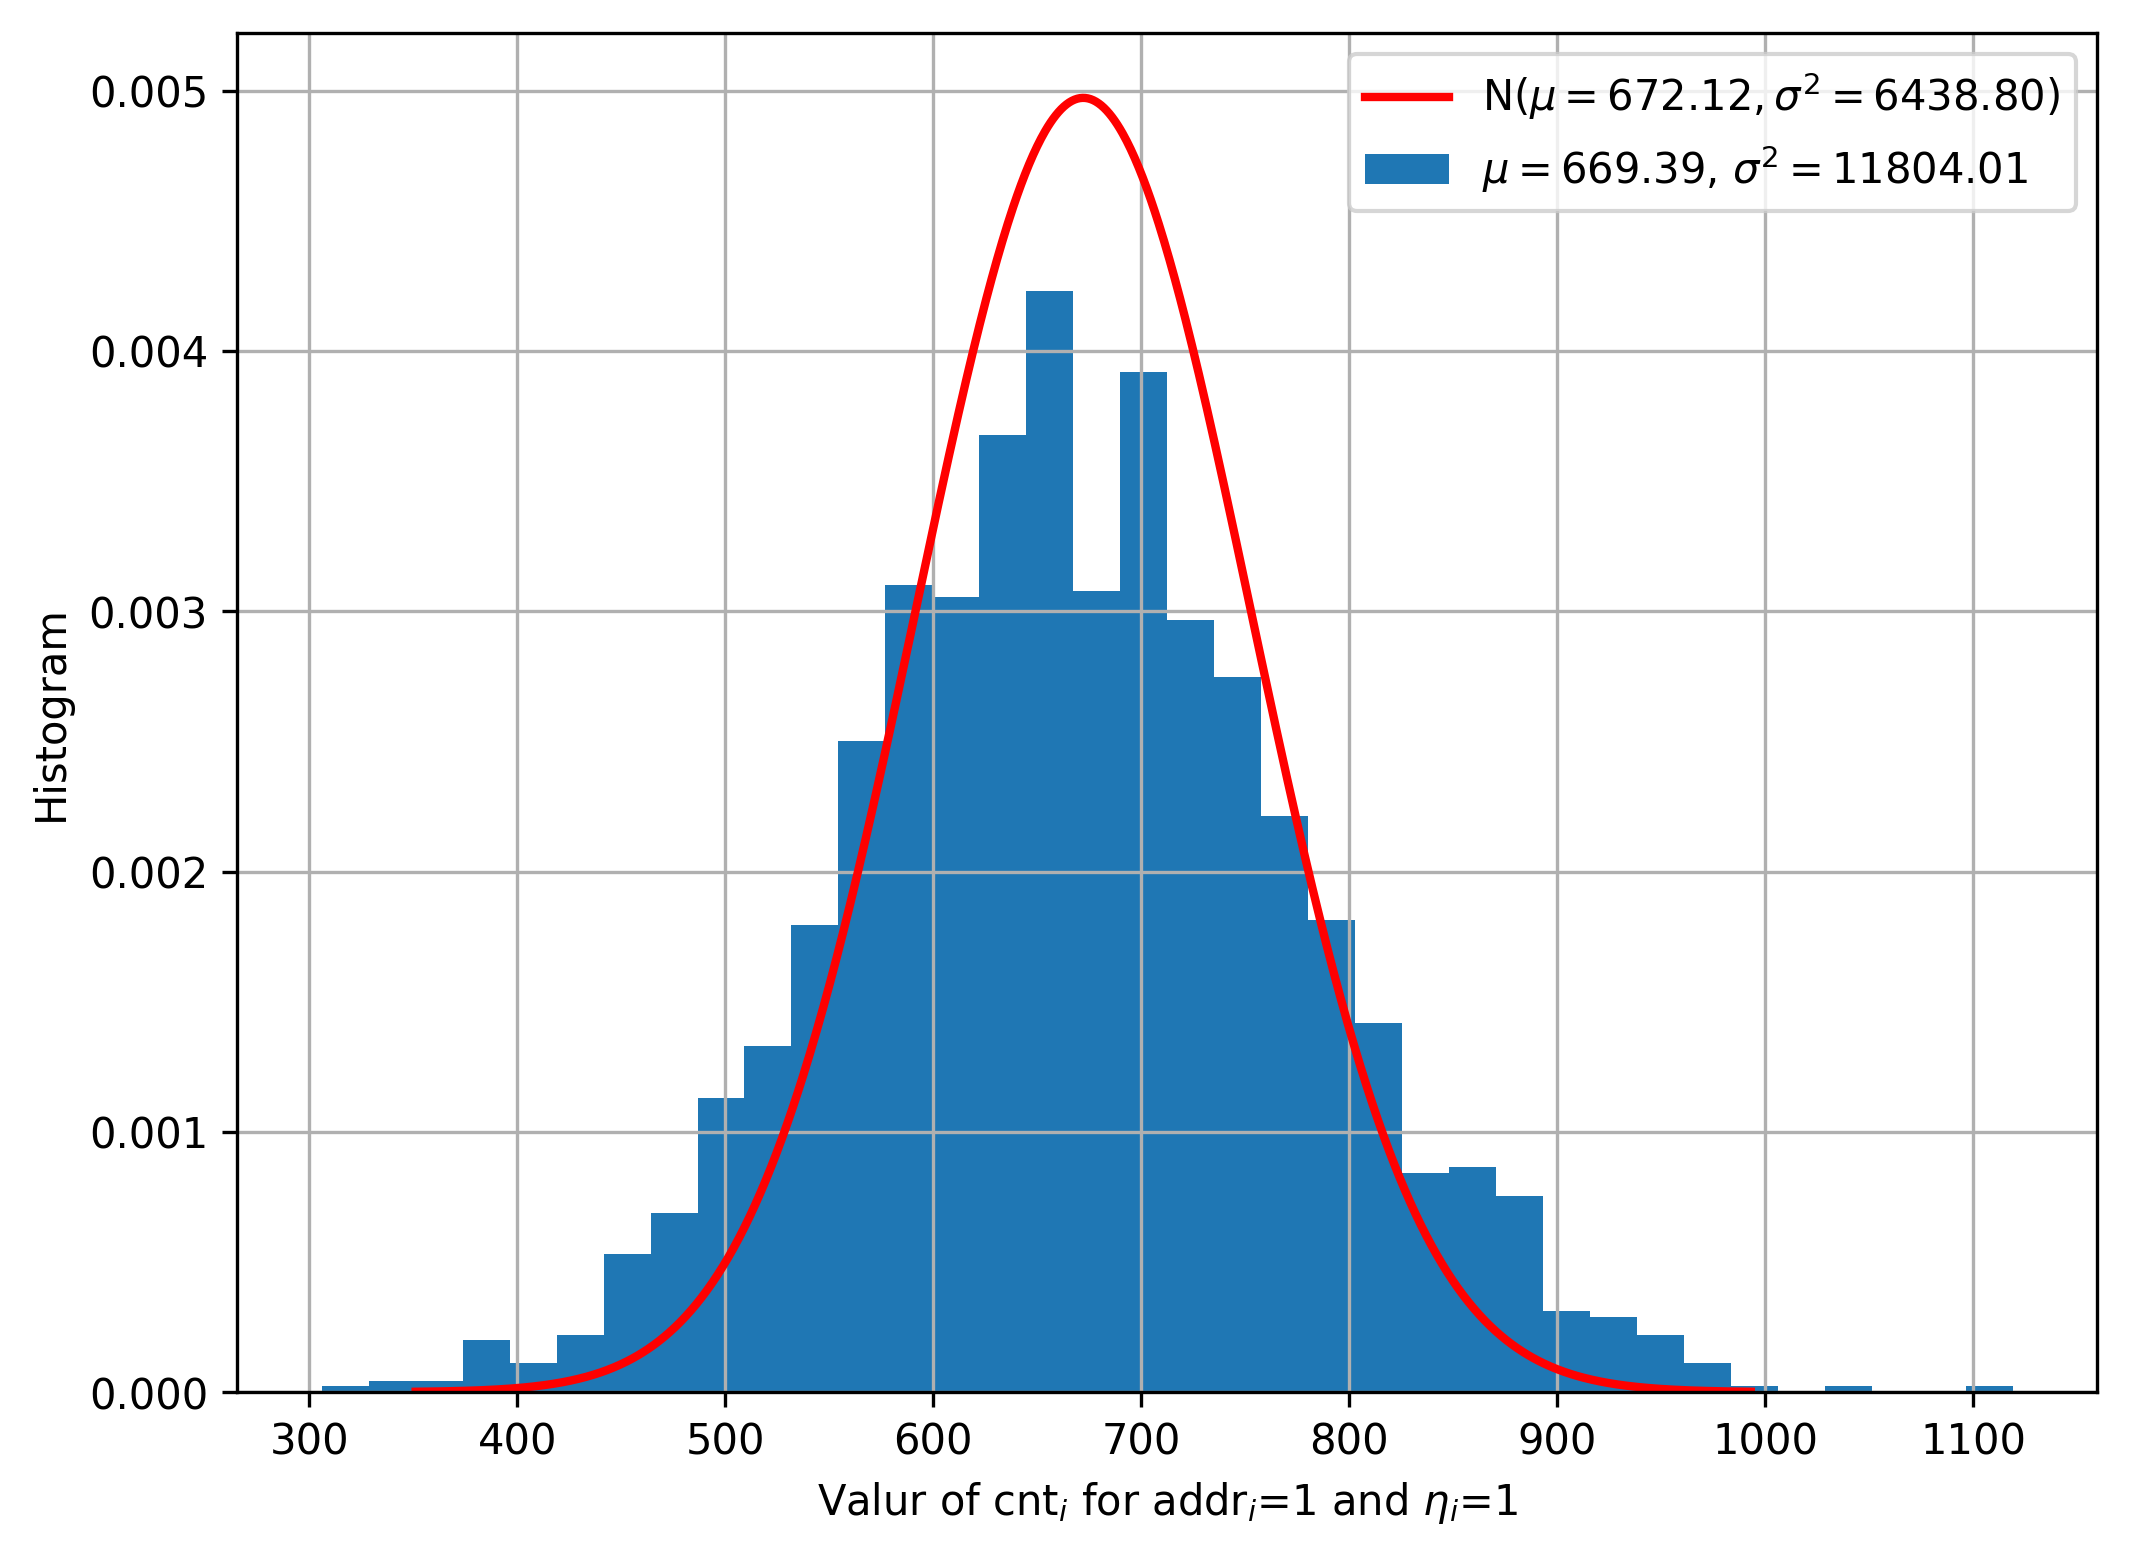 N(μ = 672.12, σ² = 6438.80)
μ = 669.39, σ² = 11804.01
0.005
0.004
0.003
0.002
0.001
0.000
Histogram
300 400 500 600 700 800 900 1000 1100
Valur of cntᵢ for addrᵢ=1 and ηᵢ=1